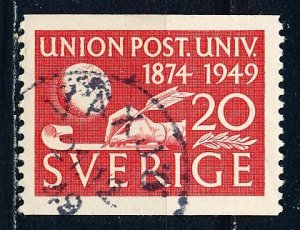 UNION POST. UNIV.
1874 1949
20
SVERIGE